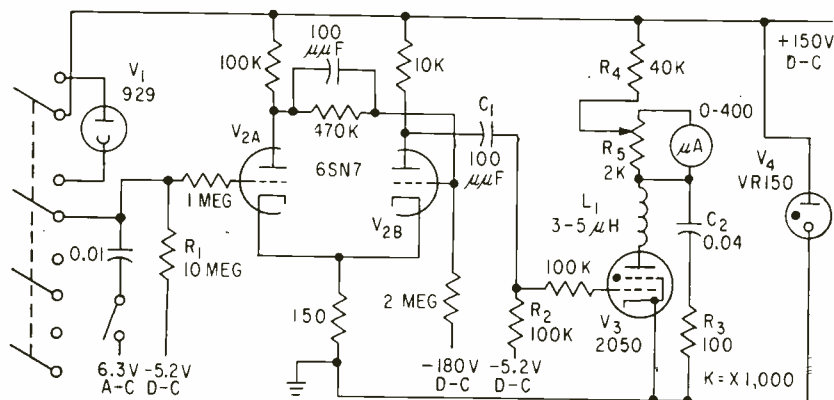 V1
929
100K
100
μμF
470K
V2A
6SN7
V2B
10K
C1
100
μμF
R4
40K
R5
2K
0-400
μA
+150V
D-C
V4
VR150
L1
3-5 μH
C2
0.04
1 MEG
0.01
R1
10 MEG
150
2 MEG
100K
R2
100K
V3
2050
R3
100
6.3V
A-C
-5.2V
D-C
-180V
D-C
-5.2V
D-C
K=X1,000